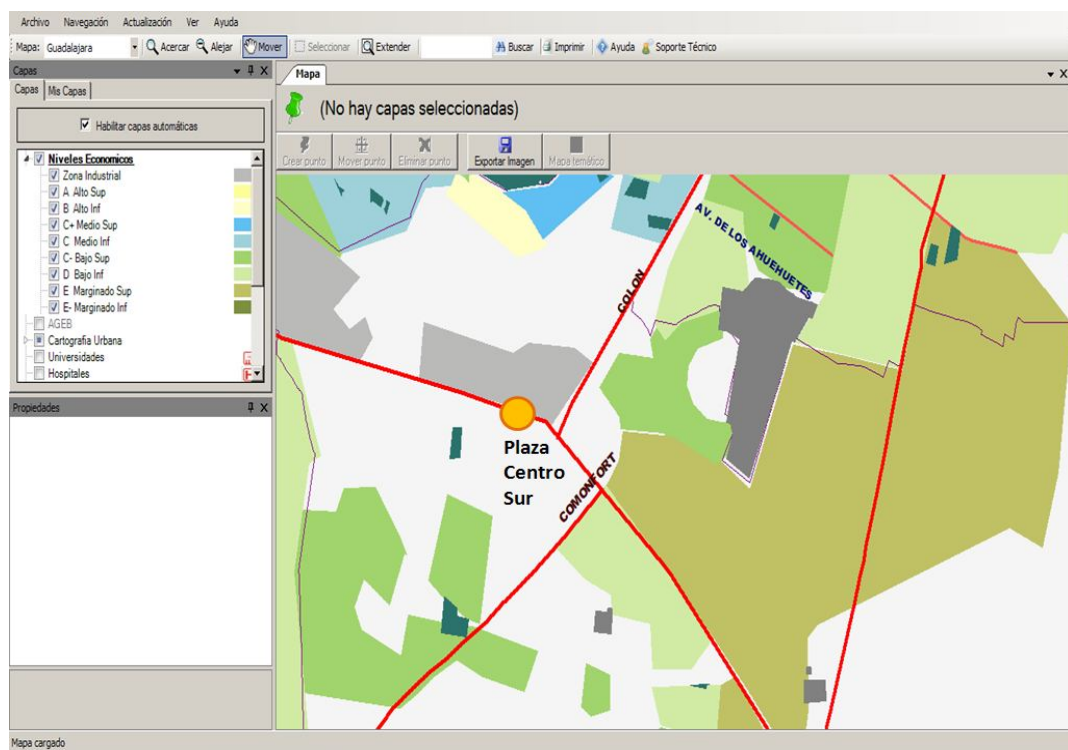 Archivo Navegación Actualización Ver Ayuda
Mapa: Guadalajara Acercar Alejar Mover Seleccionar Extender Buscar Imprimir Ayuda Soporte Técnico
Capas
Capas Mis Capas
Habilitar capas automáticas
Niveles Economicos
Zona Industrial
A Alto Sup
B Alto Inf
C+ Medio Sup
C Medio Inf
C- Bajo Sup
D Bajo Inf
E Marginado Sup
E- Marginado Inf
AGEB
Cartografia Urbana
Universidades
Hospitales
Propiedades
Mapa
(No hay capas seleccionadas)
Crear punto Mover punto Eliminar punto Exportar Imagen Mapa temático
AV. DE LOS AHUEHUETES
COLON
Plaza
Centro
Sur
COMONFORT
Mapa cargado